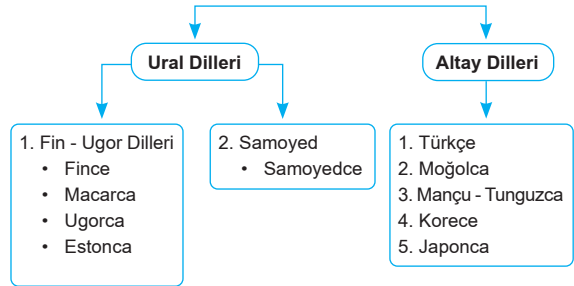 Ural Dilleri
Altay Dilleri
1. Fin - Ugor Dilleri
• Fince
• Macarca
• Ugorca
• Estonca
2. Samoyed
• Samoyedce
1. Türkçe
2. Moğolca
3. Mançu - Tunguzca
4. Korece
5. Japonca